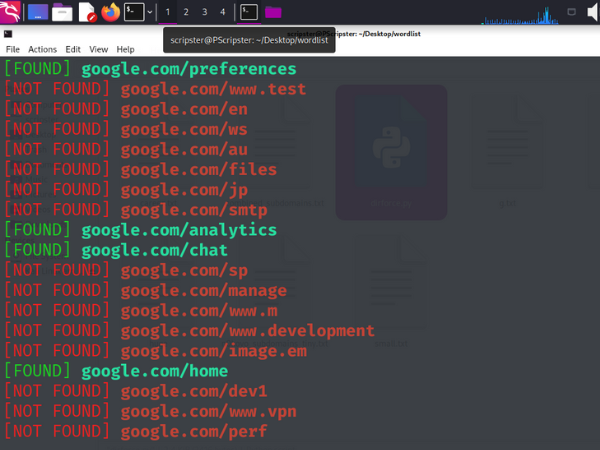 1 2 3 4
scripster@PScripster: ~/Desktop/wordlist
scripster@PScripster: ~/Desktop/wordlist
File Actions Edit View Help
[FOUND] google.com/preferences
[NOT FOUND] google.com/www.test
[NOT FOUND] google.com/en
[NOT FOUND] google.com/ws
[NOT FOUND] google.com/au
[NOT FOUND] google.com/files
[NOT FOUND] google.com/jp
[NOT FOUND] google.com/smtp
[FOUND] google.com/analytics
[FOUND] google.com/chat
[NOT FOUND] google.com/sp
[NOT FOUND] google.com/manage
[NOT FOUND] google.com/www.m
[NOT FOUND] google.com/www.development
[NOT FOUND] google.com/image.em
[FOUND] google.com/home
[NOT FOUND] google.com/dev1
[NOT FOUND] google.com/www.vpn
[NOT FOUND] google.com/perf